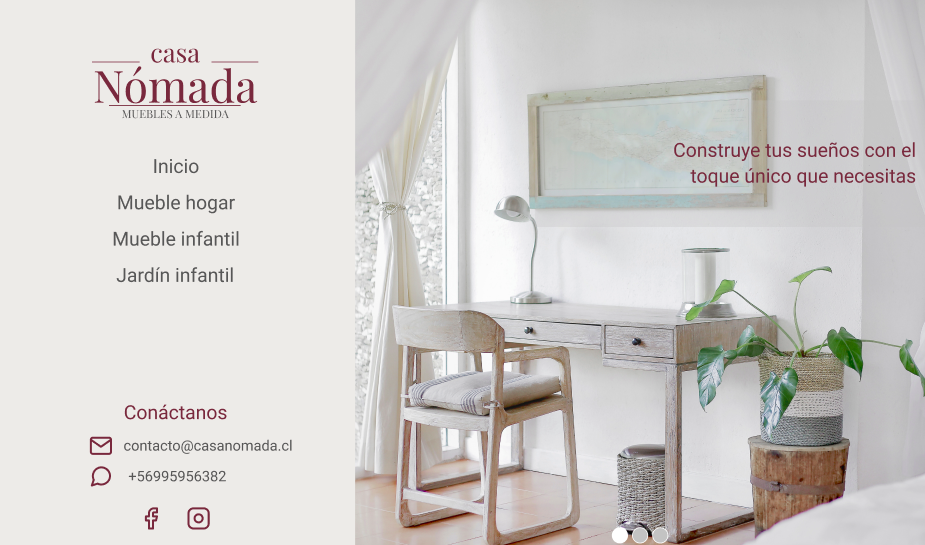 casa
Nómada
MUEBLES A MEDIDA
Inicio
Mueble hogar
Mueble infantil
Jardín infantil
Conáctanos
contacto@casanomada.cl
+56995956382
Construye tus sueños con el
toque único que necesitas